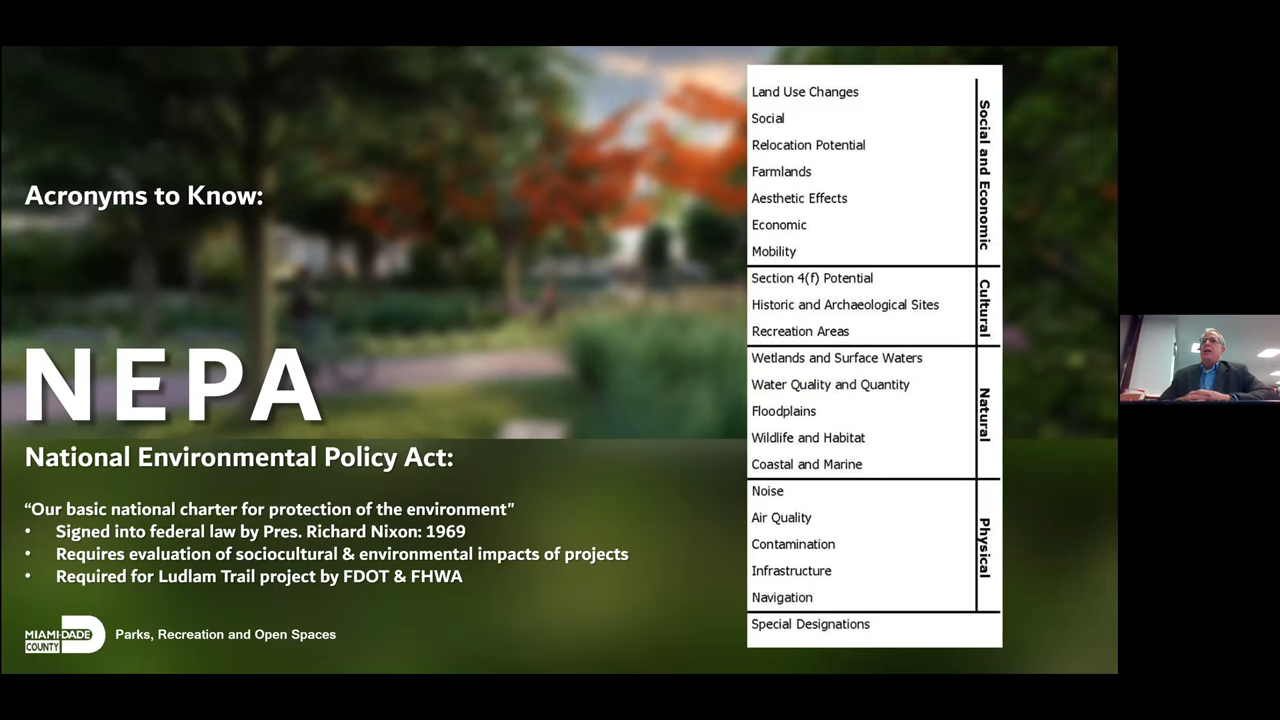 Acronyms to Know:
NEPA
National Environmental Policy Act:
“Our basic national charter for protection of the environment”
• Signed into federal law by Pres. Richard Nixon: 1969
• Requires evaluation of sociocultural & environmental impacts of projects
• Required for Ludlam Trail project by FDOT & FHWA
MIAMI-DADE
COUNTY
Parks, Recreation and Open Spaces
Land Use Changes
Social
Relocation Potential
Farmlands
Aesthetic Effects
Economic
Mobility
Social and Economic
Section 4(f) Potential
Historic and Archaeological Sites
Recreation Areas
Cultural
Wetlands and Surface Waters
Water Quality and Quantity
Floodplains
Wildlife and Habitat
Coastal and Marine
Natural
Noise
Air Quality
Contamination
Infrastructure
Navigation
Physical
Special Designations